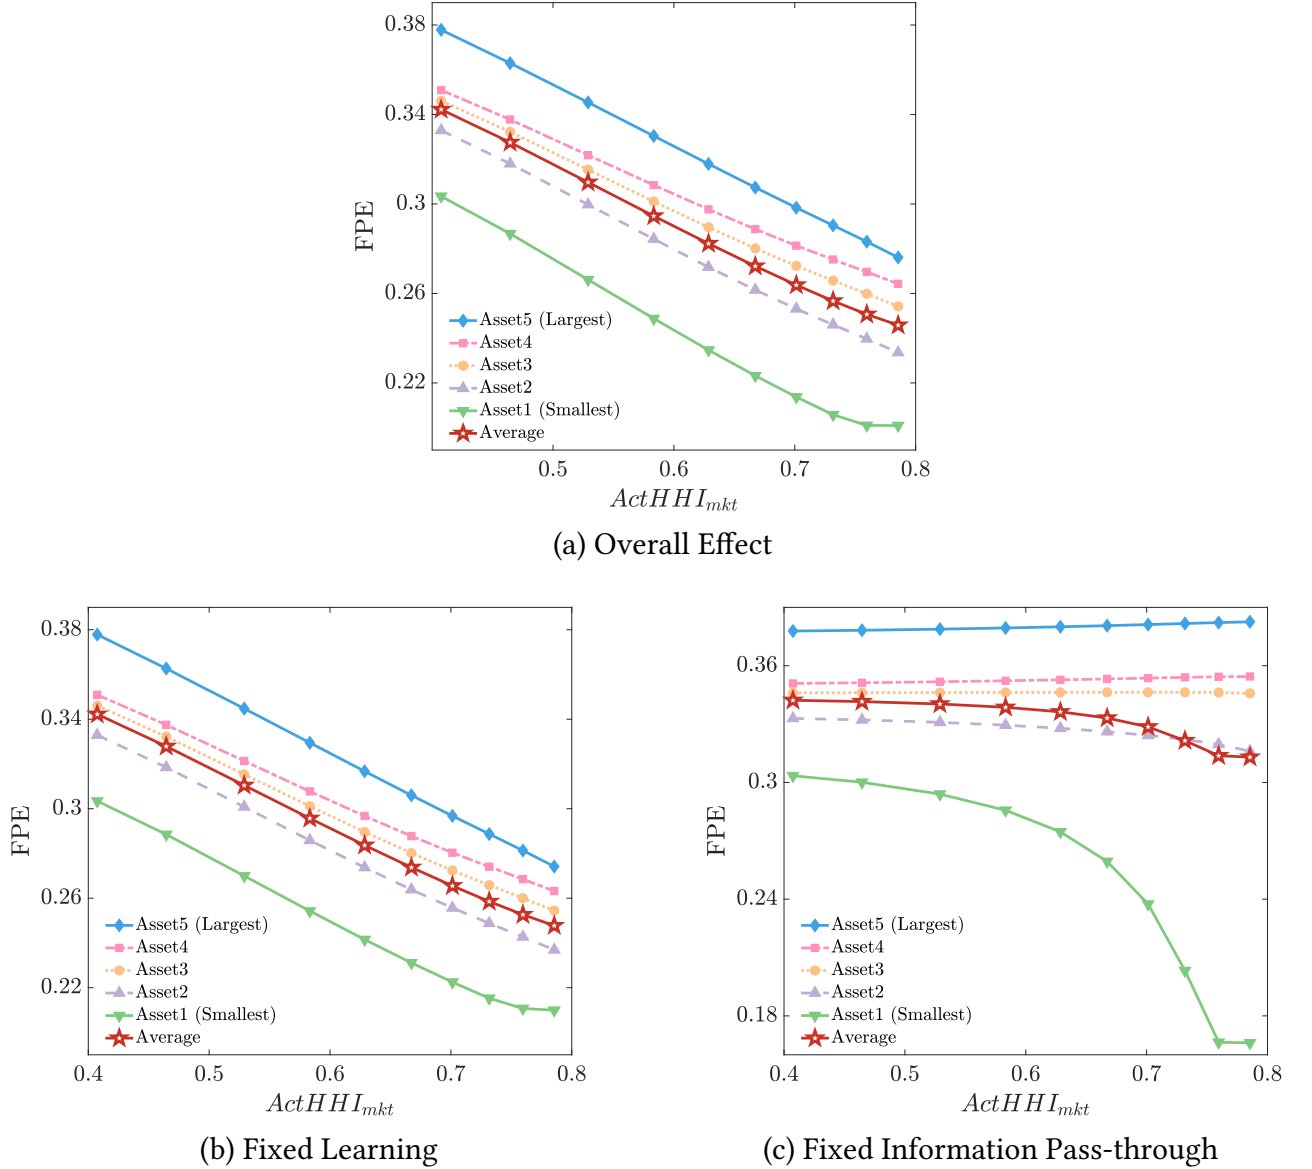 0.38
0.34
0.3
0.26
0.22
FPE
Asset5 (Largest)
Asset4
Asset3
Asset2
Asset1 (Smallest)
Average
0.5 0.6 0.7 0.8
ActHHI_mkt
(a) Overall Effect
0.38
0.34
0.3
0.26
0.22
FPE
Asset5 (Largest)
Asset4
Asset3
Asset2
Asset1 (Smallest)
Average
0.4 0.5 0.6 0.7 0.8
ActHHI_mkt
(b) Fixed Learning
0.36
0.3
0.24
0.18
FPE
Asset5 (Largest)
Asset4
Asset3
Asset2
Asset1 (Smallest)
Average
0.4 0.5 0.6 0.7 0.8
ActHHI_mkt
(c) Fixed Information Pass-through